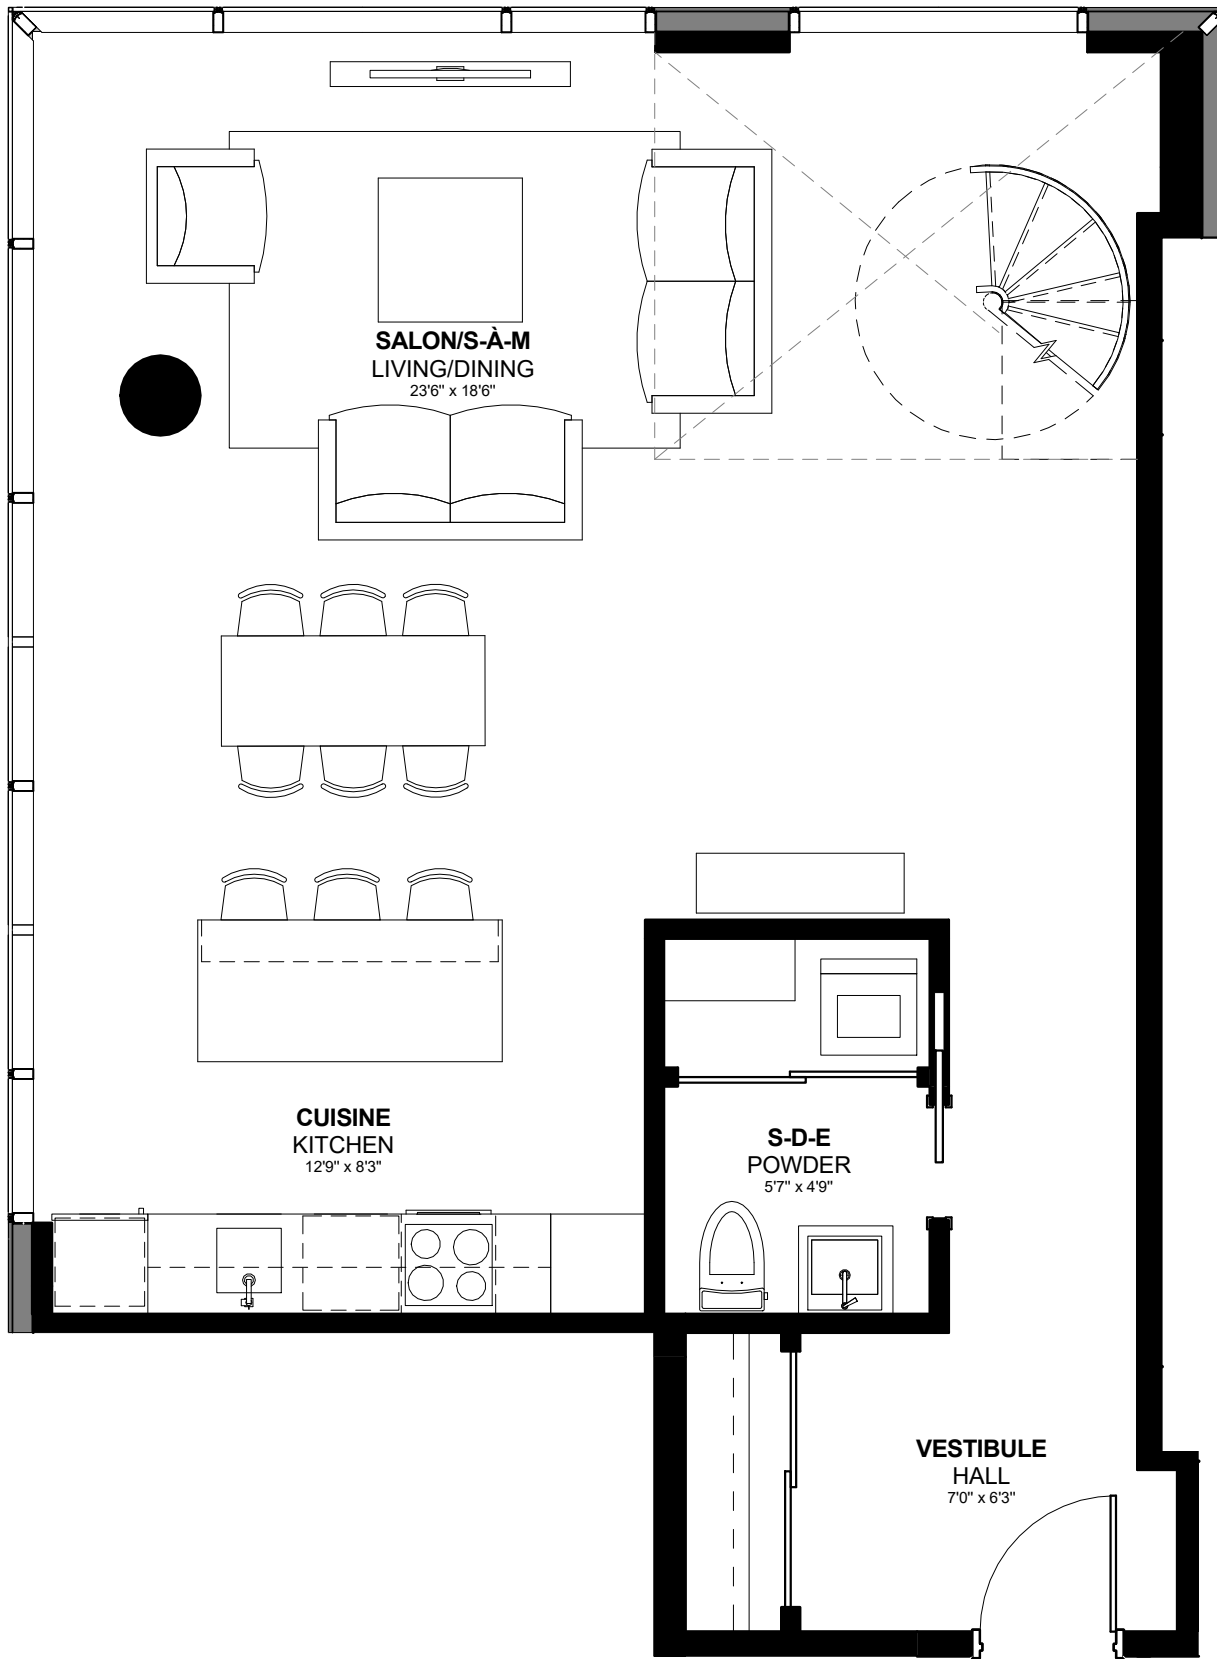 SALON/S-À-M
LIVING/DINING
23'6" x 18'6"
CUISINE
KITCHEN
12'9" x 8'3"
S-D-E
POWDER
5'7" x 4'9"
VESTIBULE
HALL
7'0" x 6'3"